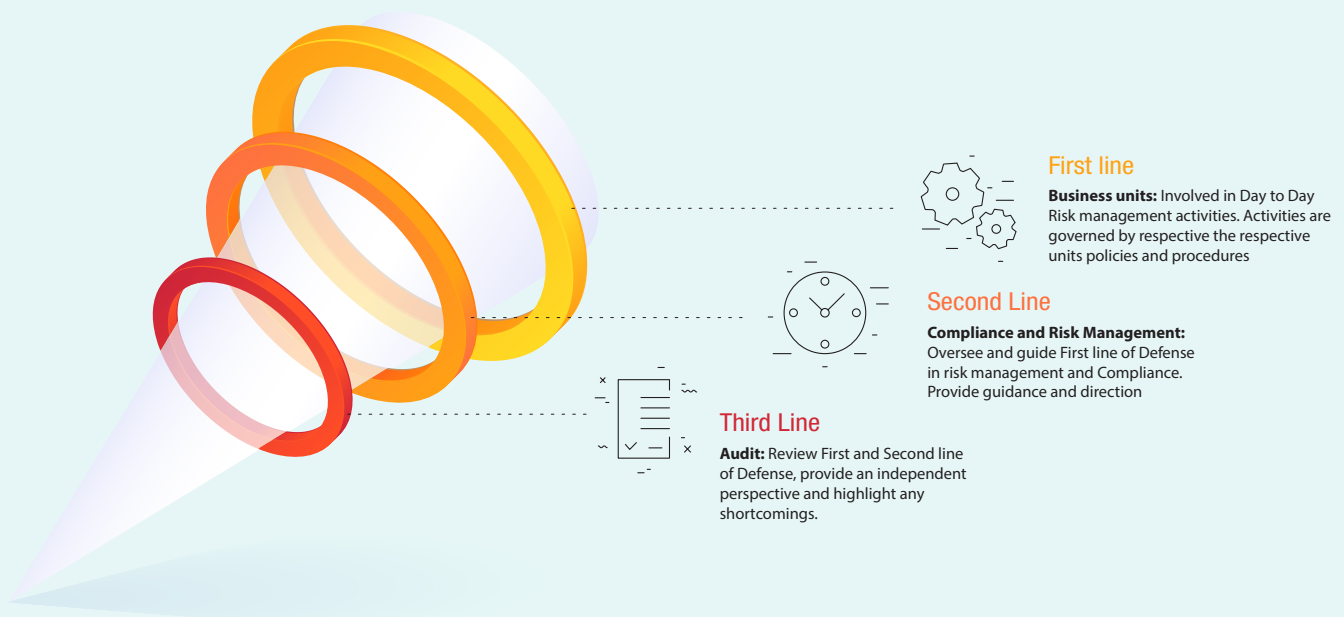 First line
Business units: Involved in Day to Day
Risk management activities. Activities are
governed by respective the respective
units policies and procedures
Second Line
Compliance and Risk Management:
Oversee and guide First line of Defense
in risk management and Compliance.
Provide guidance and direction
Third Line
Audit: Review First and Second line
of Defense, provide an independent
perspective and highlight any
shortcomings.